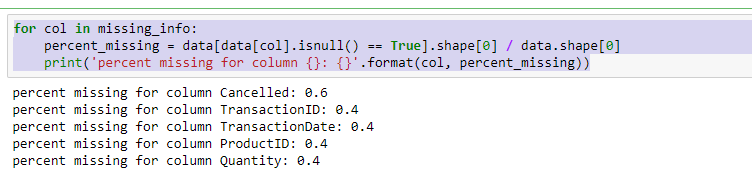 for col in missing_info:
    percent_missing = data[data[col].isnull() == True].shape[0] / data.shape[0]
    print('percent missing for column {}: {}'.format(col, percent_missing))
percent missing for column Cancelled: 0.6
percent missing for column TransactionID: 0.4
percent missing for column TransactionDate: 0.4
percent missing for column ProductID: 0.4
percent missing for column Quantity: 0.4